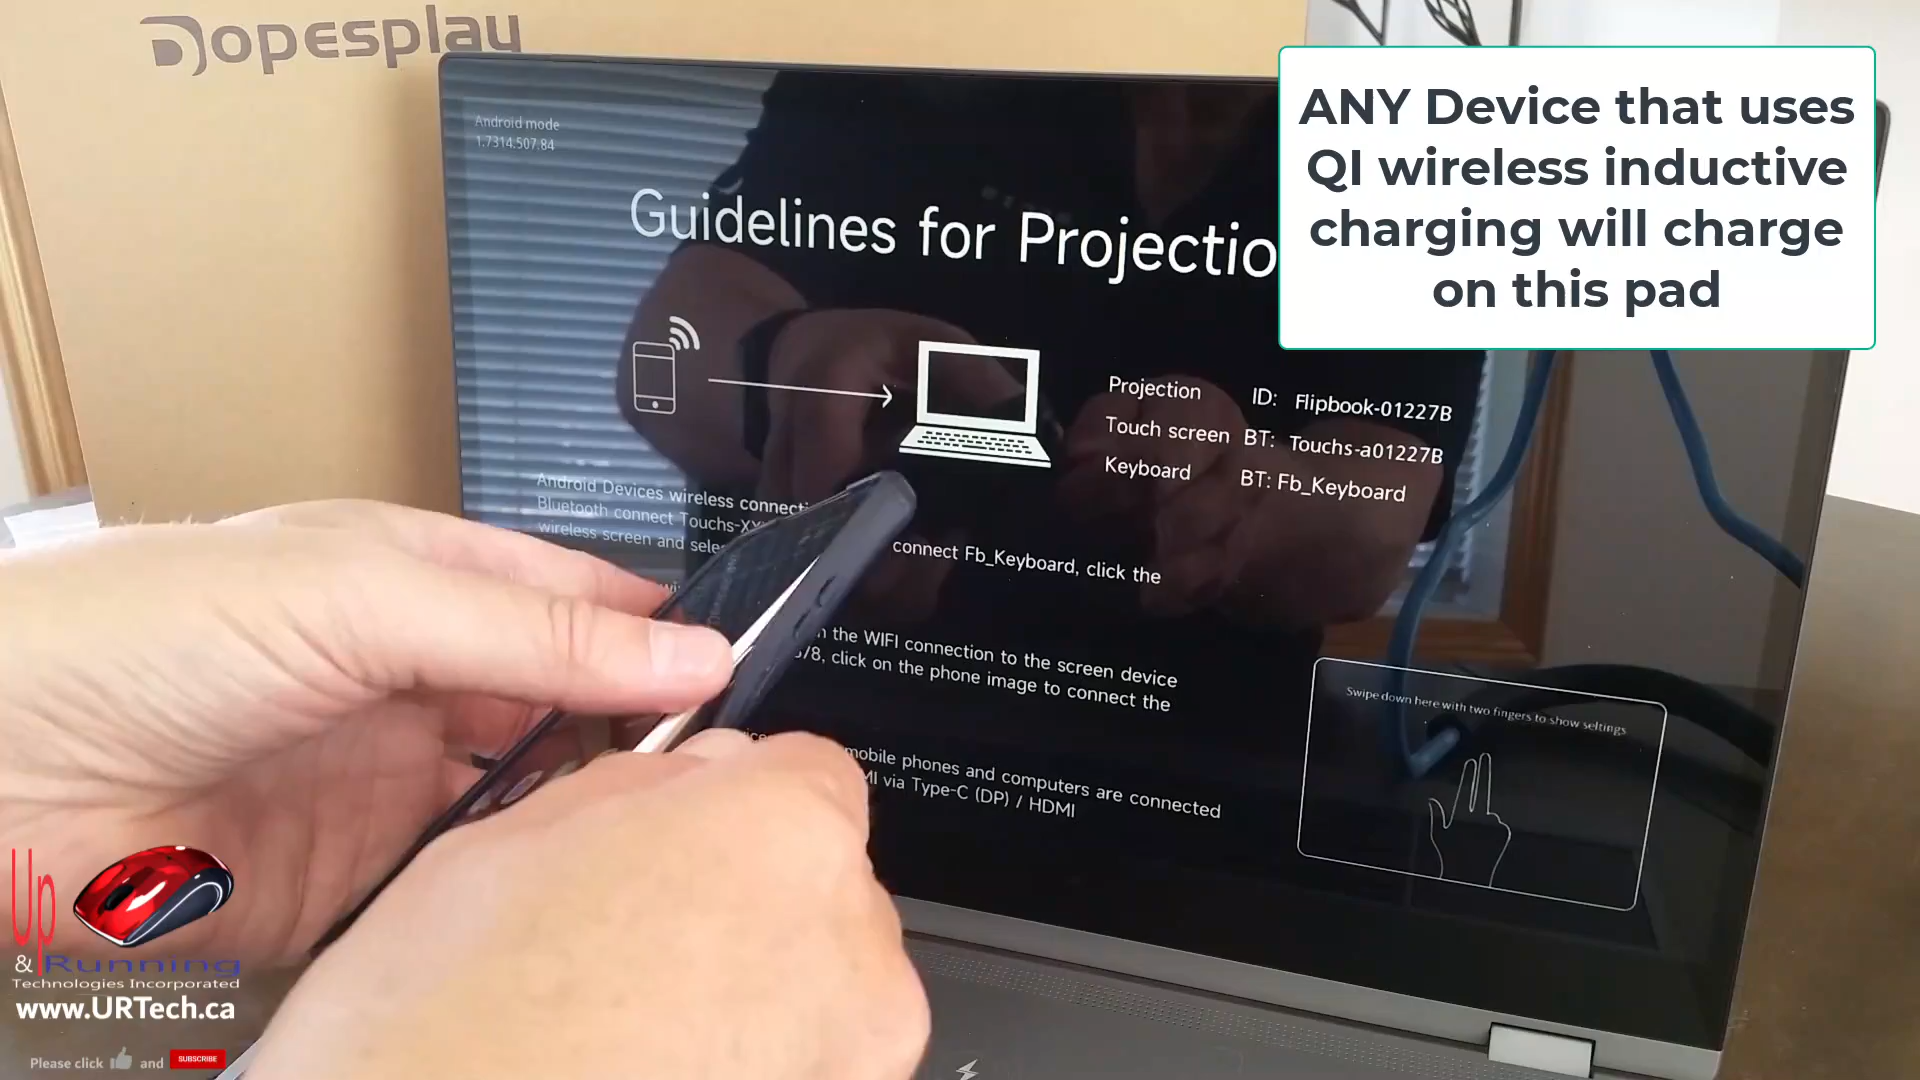 Dopesplay
ANY Device that uses
QI wireless inductive
charging will charge
on this pad
Android mode
1.7314.507.84
Guidelines for Projectio
Projection ID: Flipbook-01227B
Touch screen BT: Touchs-a01227B
Keyboard BT: Fb_Keyboard
Android Devices wireless connecti
Bluetooth connect Touchs-XX
connect Fb_Keyboard, click the
wireless screen and sele
the WIFI connection to the screen device
/8, click on the phone image to connect the
mobile phones and computers are connected
via Type-C (DP) / HDMI
Swipe down here with two fingers to show settings
Up
& Running
Technologies Incorporated
www.URTech.ca
Please click and SUBSCRIBE